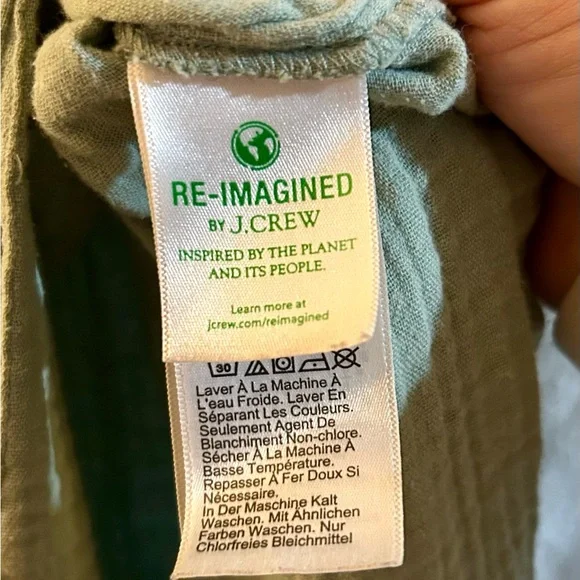 RE-IMAGINED
BY J.CREW
INSPIRED BY THE PLANET
AND ITS PEOPLE.
Learn more at
jcrew.com/reimagined
30
Laver À La Machine À
L'eau Froide. Laver En
Séparant Les Couleurs.
Seulement Agent De
Blanchiment Non-chlore.
Sécher À La Machine À
Basse Température.
Repasser À Fer Doux Si
Nécessaire.
In Der Maschine Kalt
Waschen. Mit Ähnlichen
Farben Waschen. Nur
Chlorfreies Bleichmittel